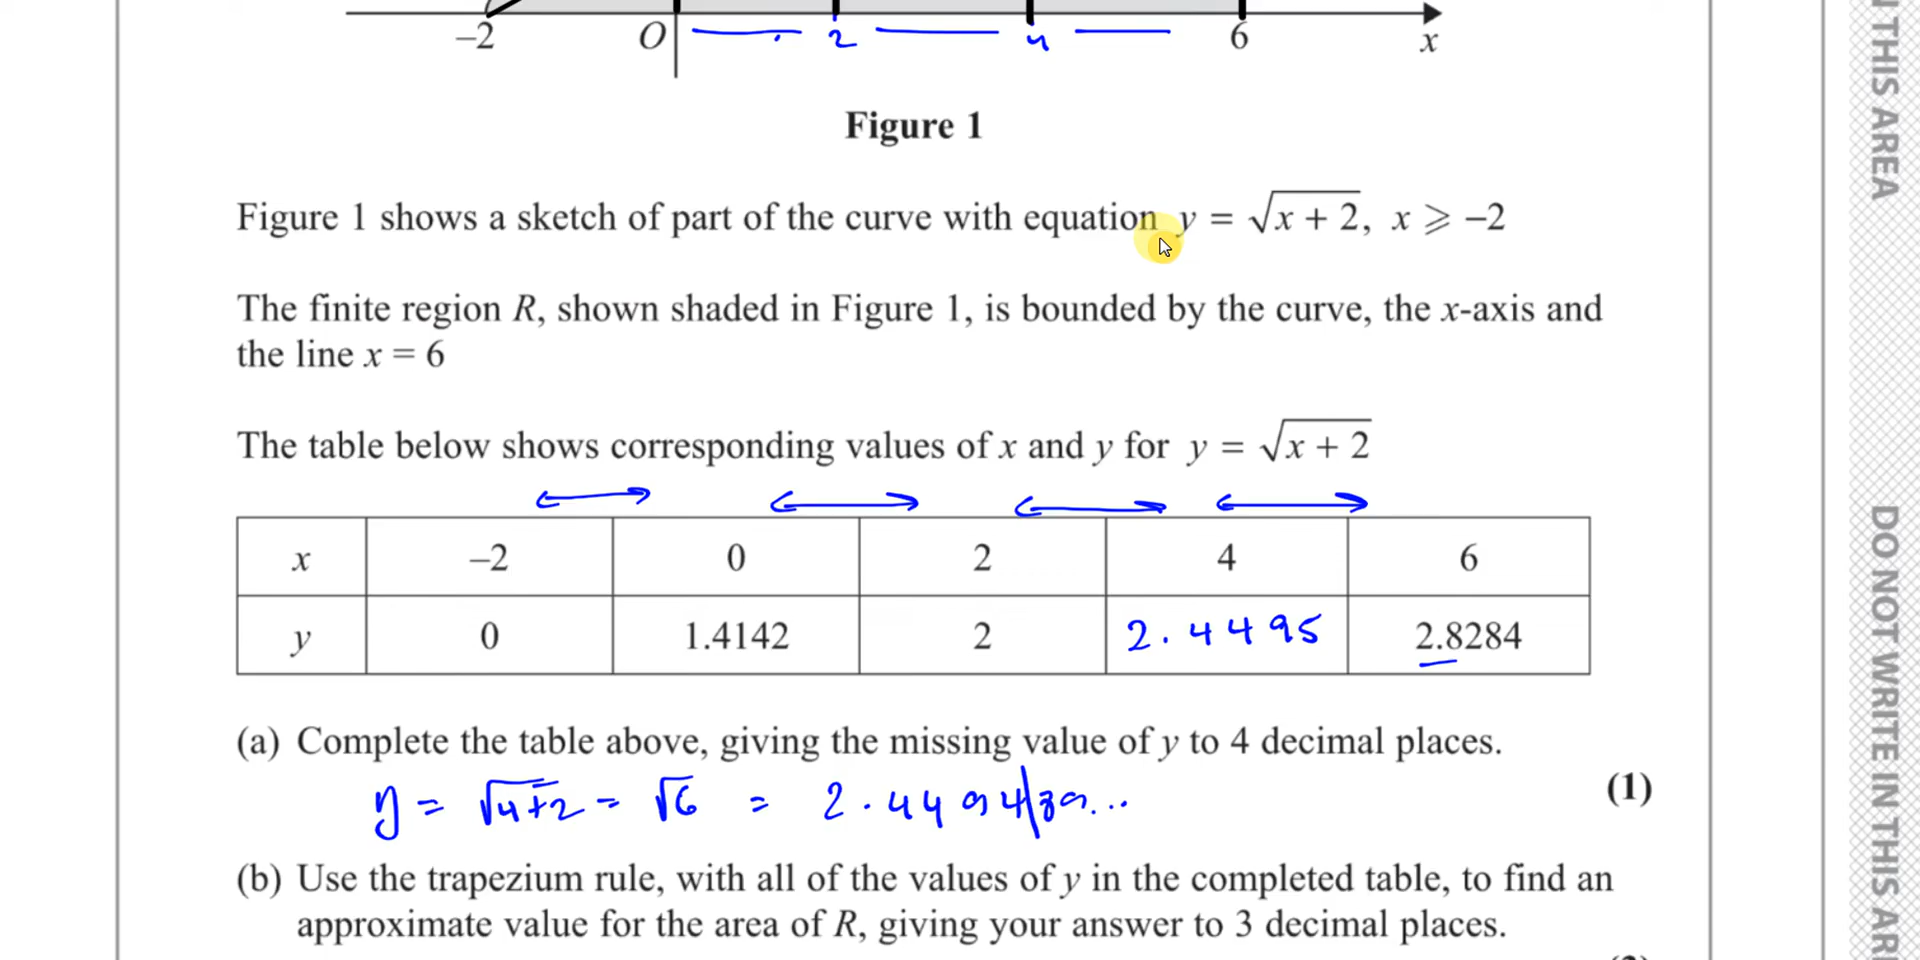 -2 O 2 4 6 x
Figure 1
Figure 1 shows a sketch of part of the curve with equation y = √(x + 2), x ⩾ –2
The finite region R, shown shaded in Figure 1, is bounded by the curve, the x-axis and
the line x = 6
The table below shows corresponding values of x and y for y = √(x + 2)
x –2 0 2 4 6
y 0 1.4142 2 2.4495 2.8284
(a) Complete the table above, giving the missing value of y to 4 decimal places.
(1)
y = √4+2 = √6 = 2.4494|89...
(b) Use the trapezium rule, with all of the values of y in the completed table, to find an
approximate value for the area of R, giving your answer to 3 decimal places.
N THIS AREA
DO NOT WRITE IN THIS AR